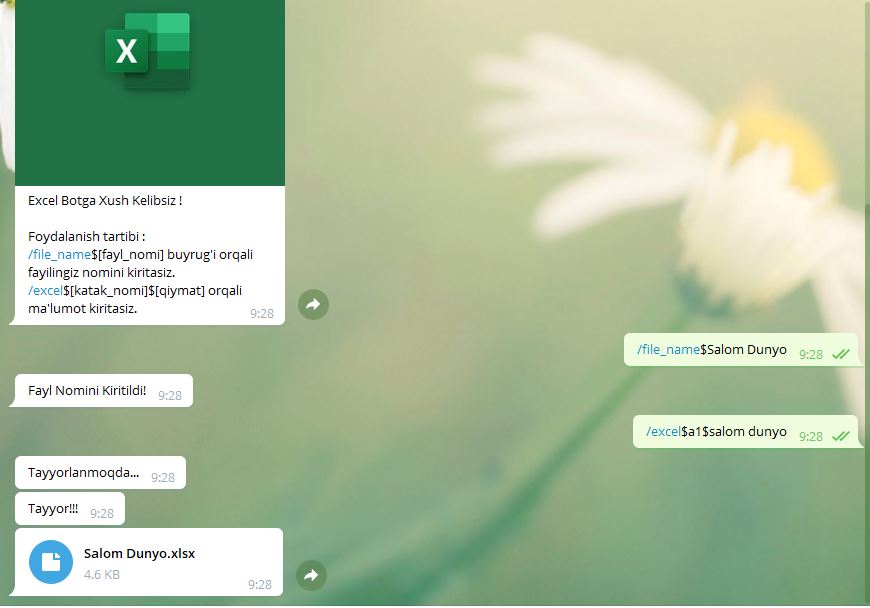 X
Excel Botga Xush Kelibsiz !
Foydalanish tartibi :
/file_name$[fayl_nomi] buyrug'i orqali
fayilingiz nomini kiritasiz.
/excel$[katak_nomi]$[qiymat] orqali
ma'lumot kiritasiz.
9:28
/file_name$Salom Dunyo 9:28
Fayl Nomini Kiritildi! 9:28
/excel$a1$salom dunyo 9:28
Tayyorlanmoqda... 9:28
Tayyor!!! 9:28
Salom Dunyo.xlsx
4.6 KB
9:28